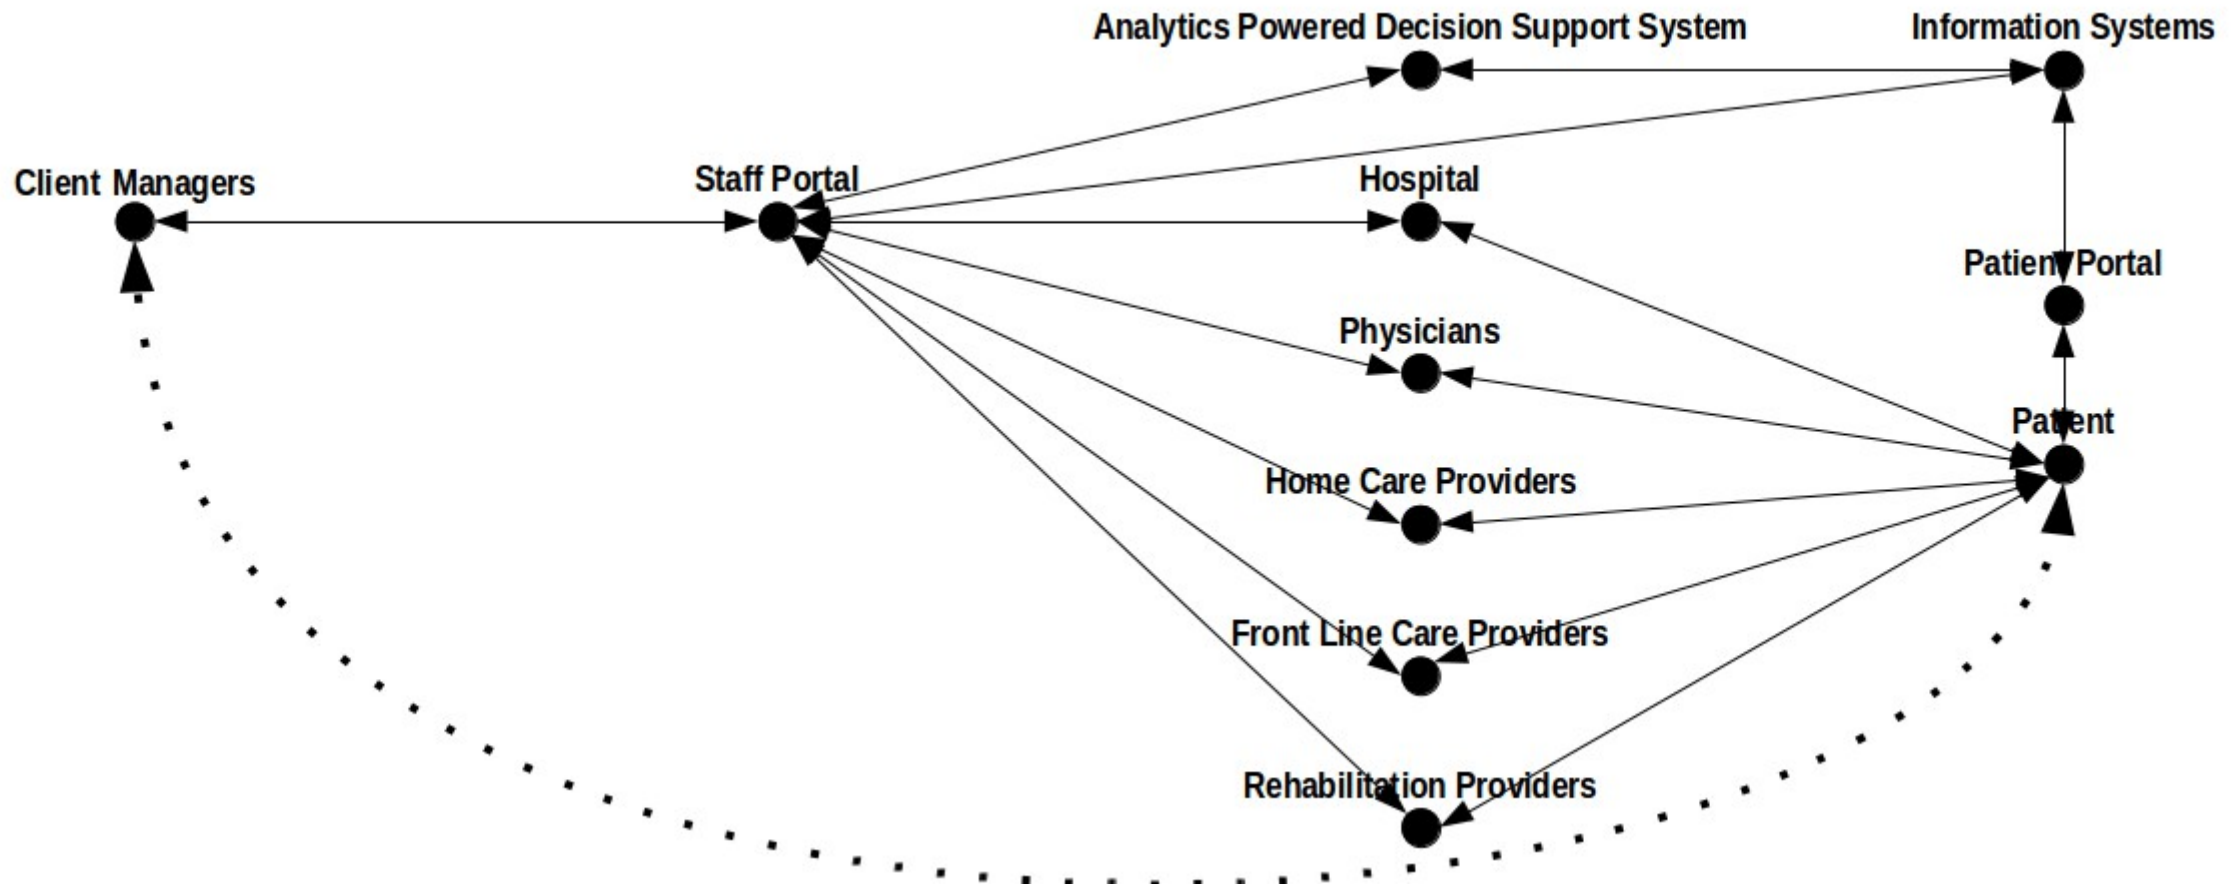 Analytics Powered Decision Support System
Information Systems
Client Managers
Staff Portal
Hospital
Patient Portal
Physicians
Patient
Home Care Providers
Front Line Care Providers
Rehabilitation Providers